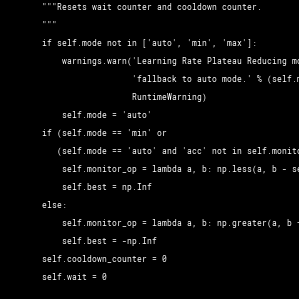 """Resets wait counter and cooldown counter.
"""
if self.mode not in ['auto', 'min', 'max']:
warnings.warn('Learning Rate Plateau Reducing mo
'fallback to auto mode.' % (self.m
RuntimeWarning)
self.mode = 'auto'
if (self.mode == 'min' or
(self.mode == 'auto' and 'acc' not in self.monito
self.monitor_op = lambda a, b: np.less(a, b - se
self.best = np.Inf
else:
self.monitor_op = lambda a, b: np.greater(a, b +
self.best = -np.Inf
self.cooldown_counter = 0
self.wait = 0